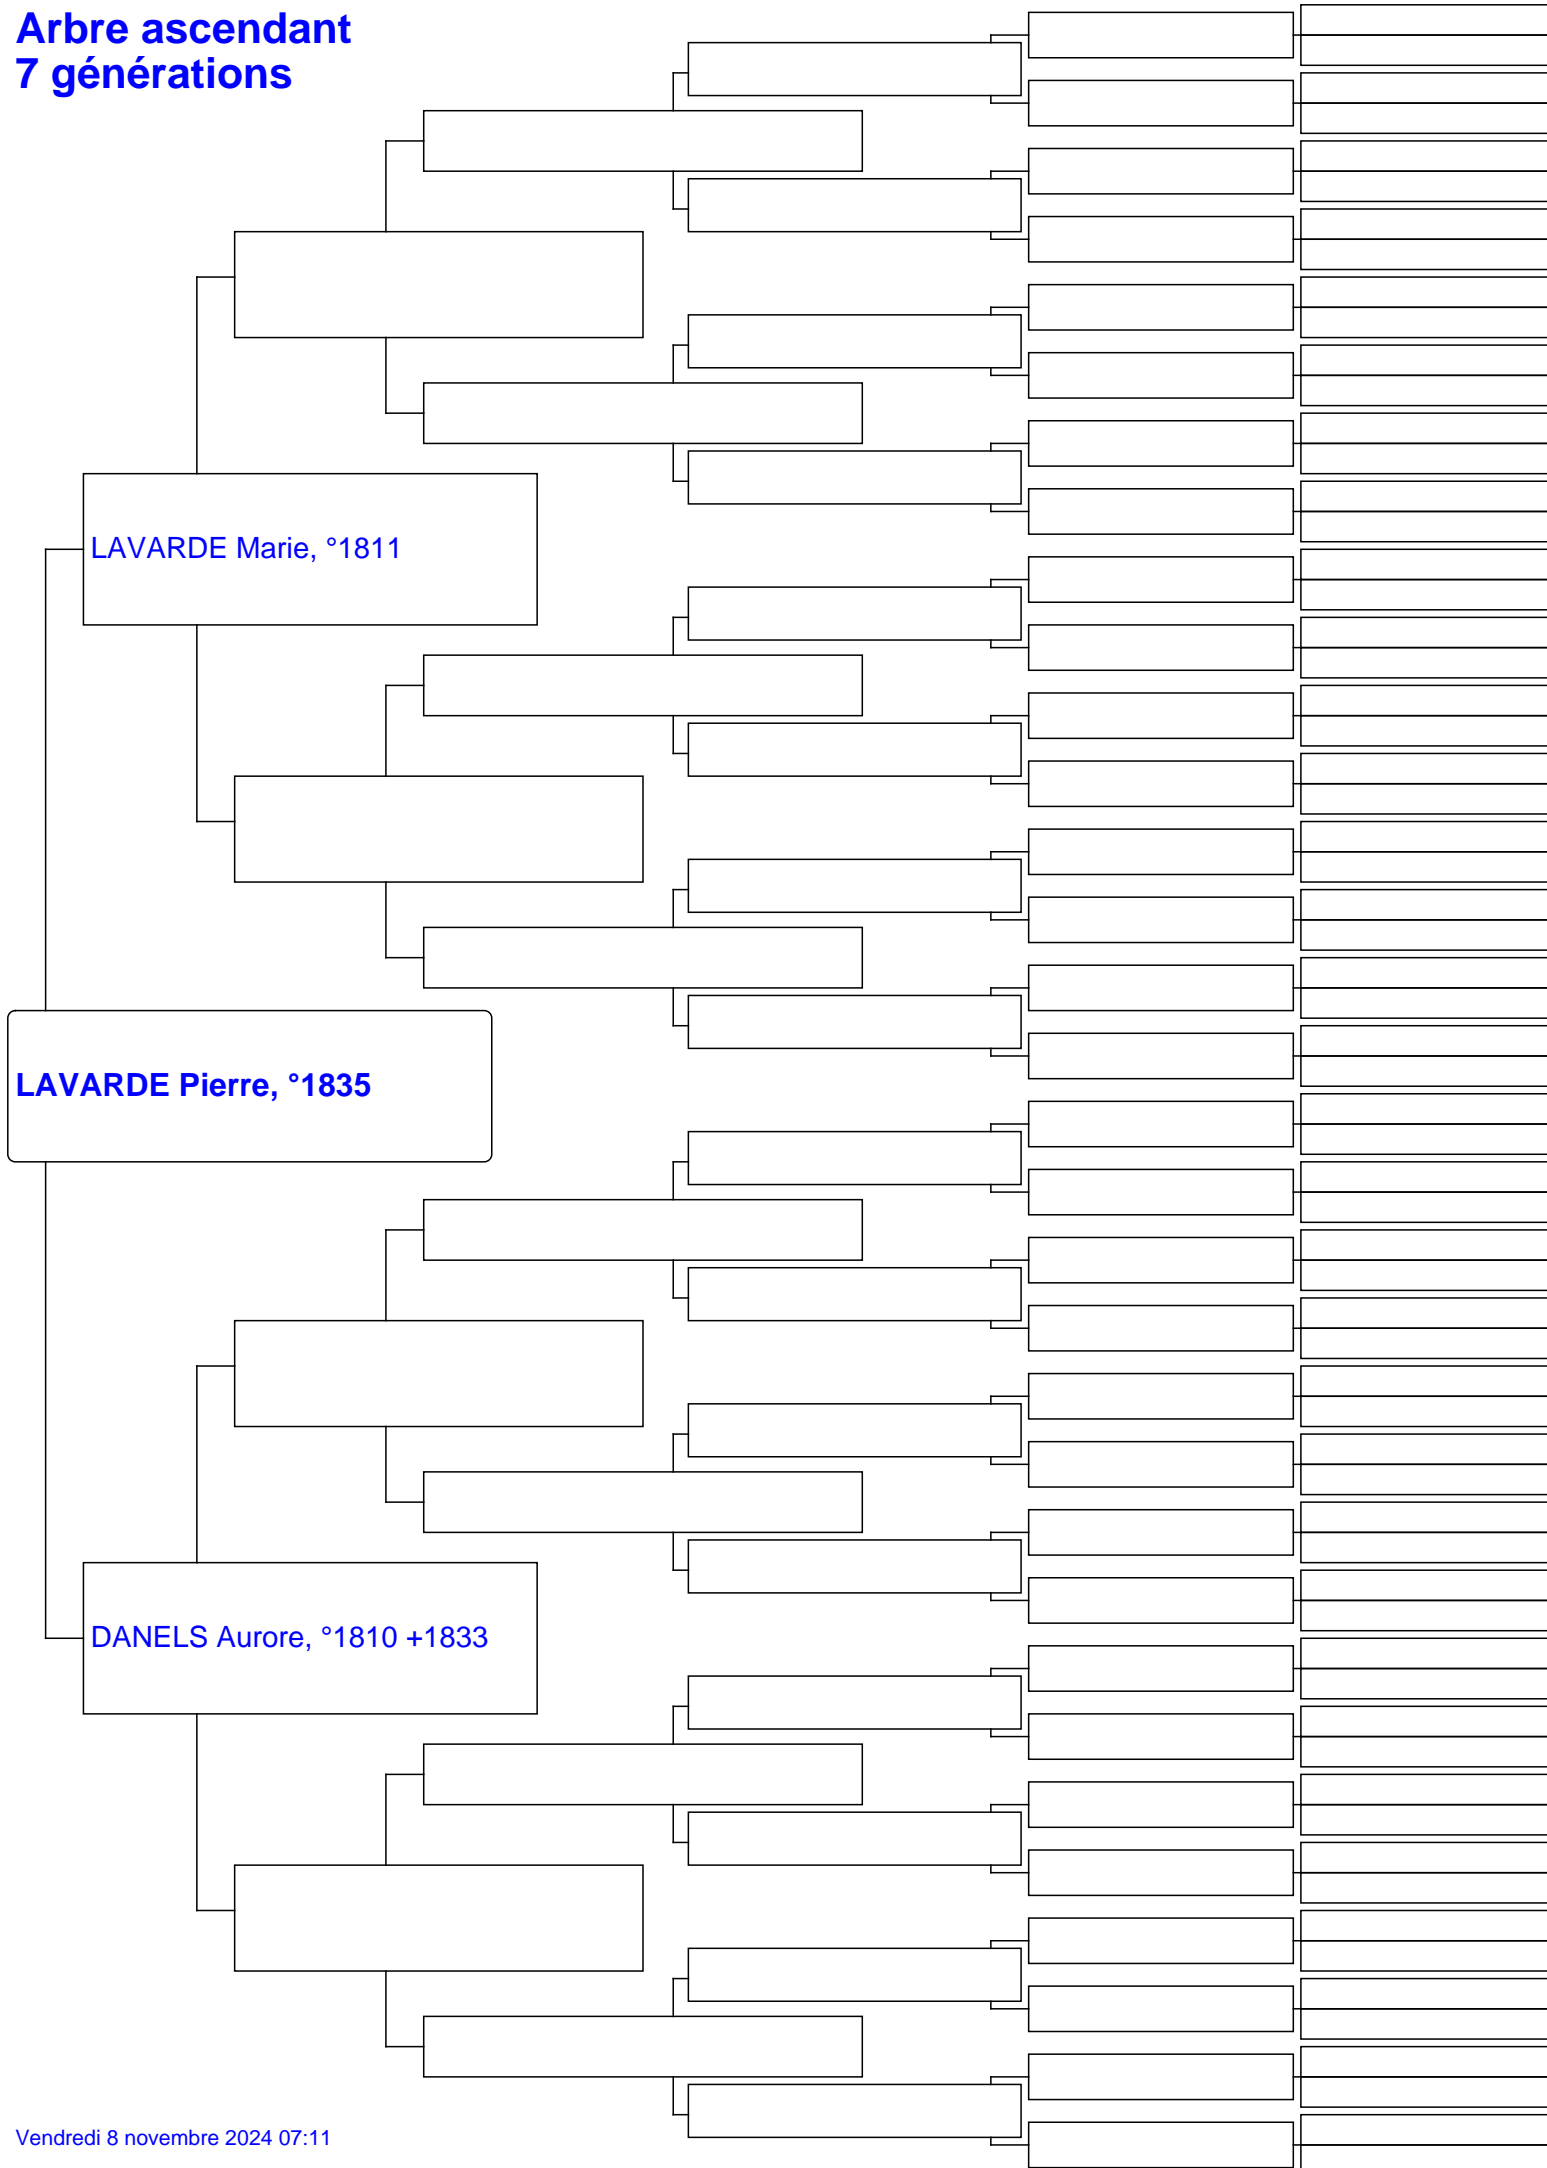 Arbre ascendant
7 générations
LAVARDE Marie, °1811
LAVARDE Pierre, °1835
DANELS Aurore, °1810 +1833
Vendredi 8 novembre 2024 07:11